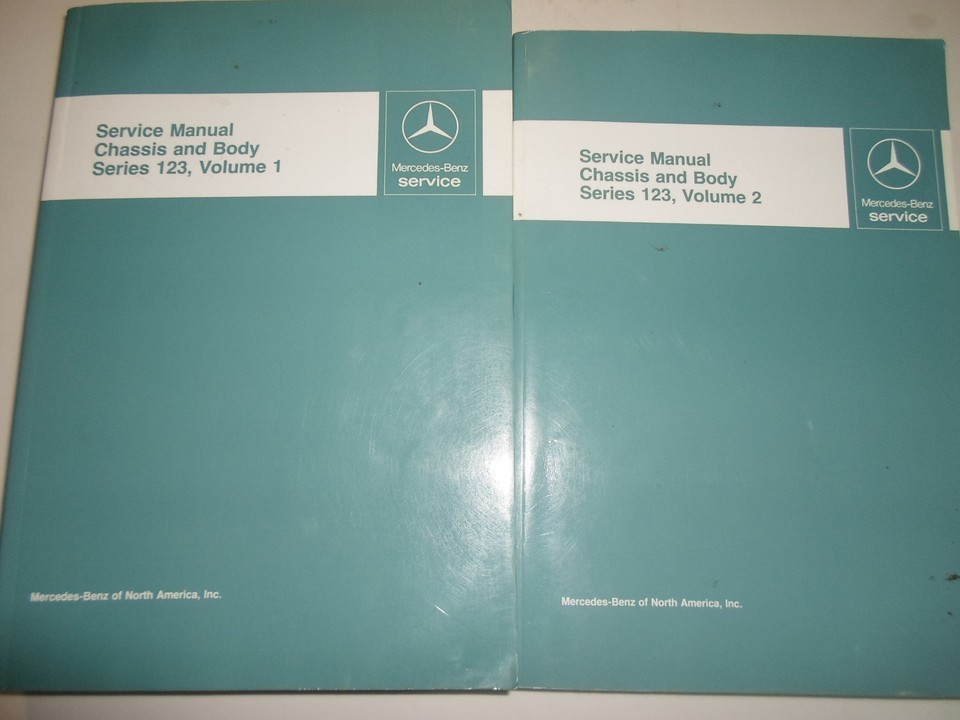 Service Manual
Chassis and Body
Series 123, Volume 1
Mercedes-Benz
service
Mercedes-Benz of North America, Inc.
Service Manual
Chassis and Body
Series 123, Volume 2
Mercedes-Benz
service
Mercedes-Benz of North America, Inc.